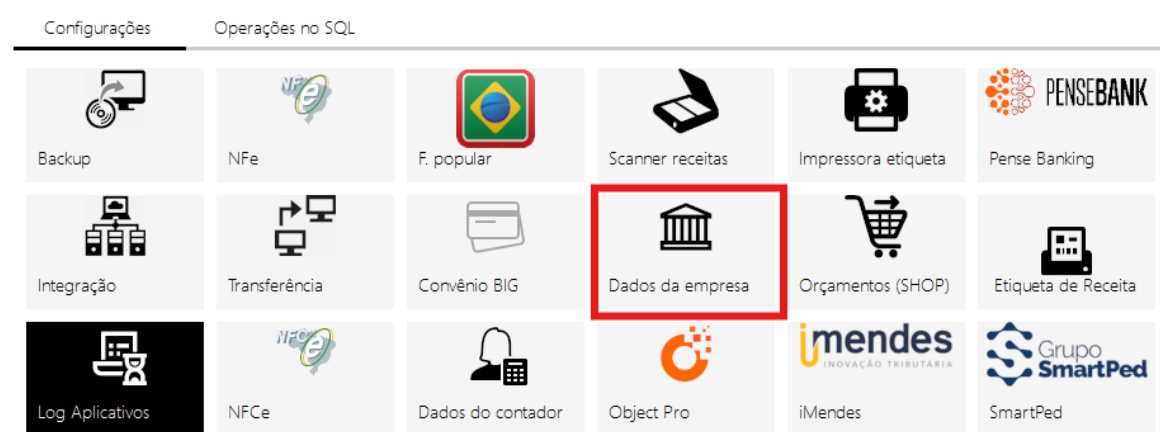 Configurações Operações no SQL
PENSEBANK
Backup NFe F. popular Scanner receitas Impressora etiqueta Pense Banking
Integração Transferência Convênio BIG Dados da empresa Orçamentos (SHOP) Etiqueta de Receita
NFe
NFCe
imendes
INOVAÇÃO TRIBUTÁRIA
Grupo
SmartPed
Log Aplicativos NFCe Dados do contador Object Pro iMendes SmartPed